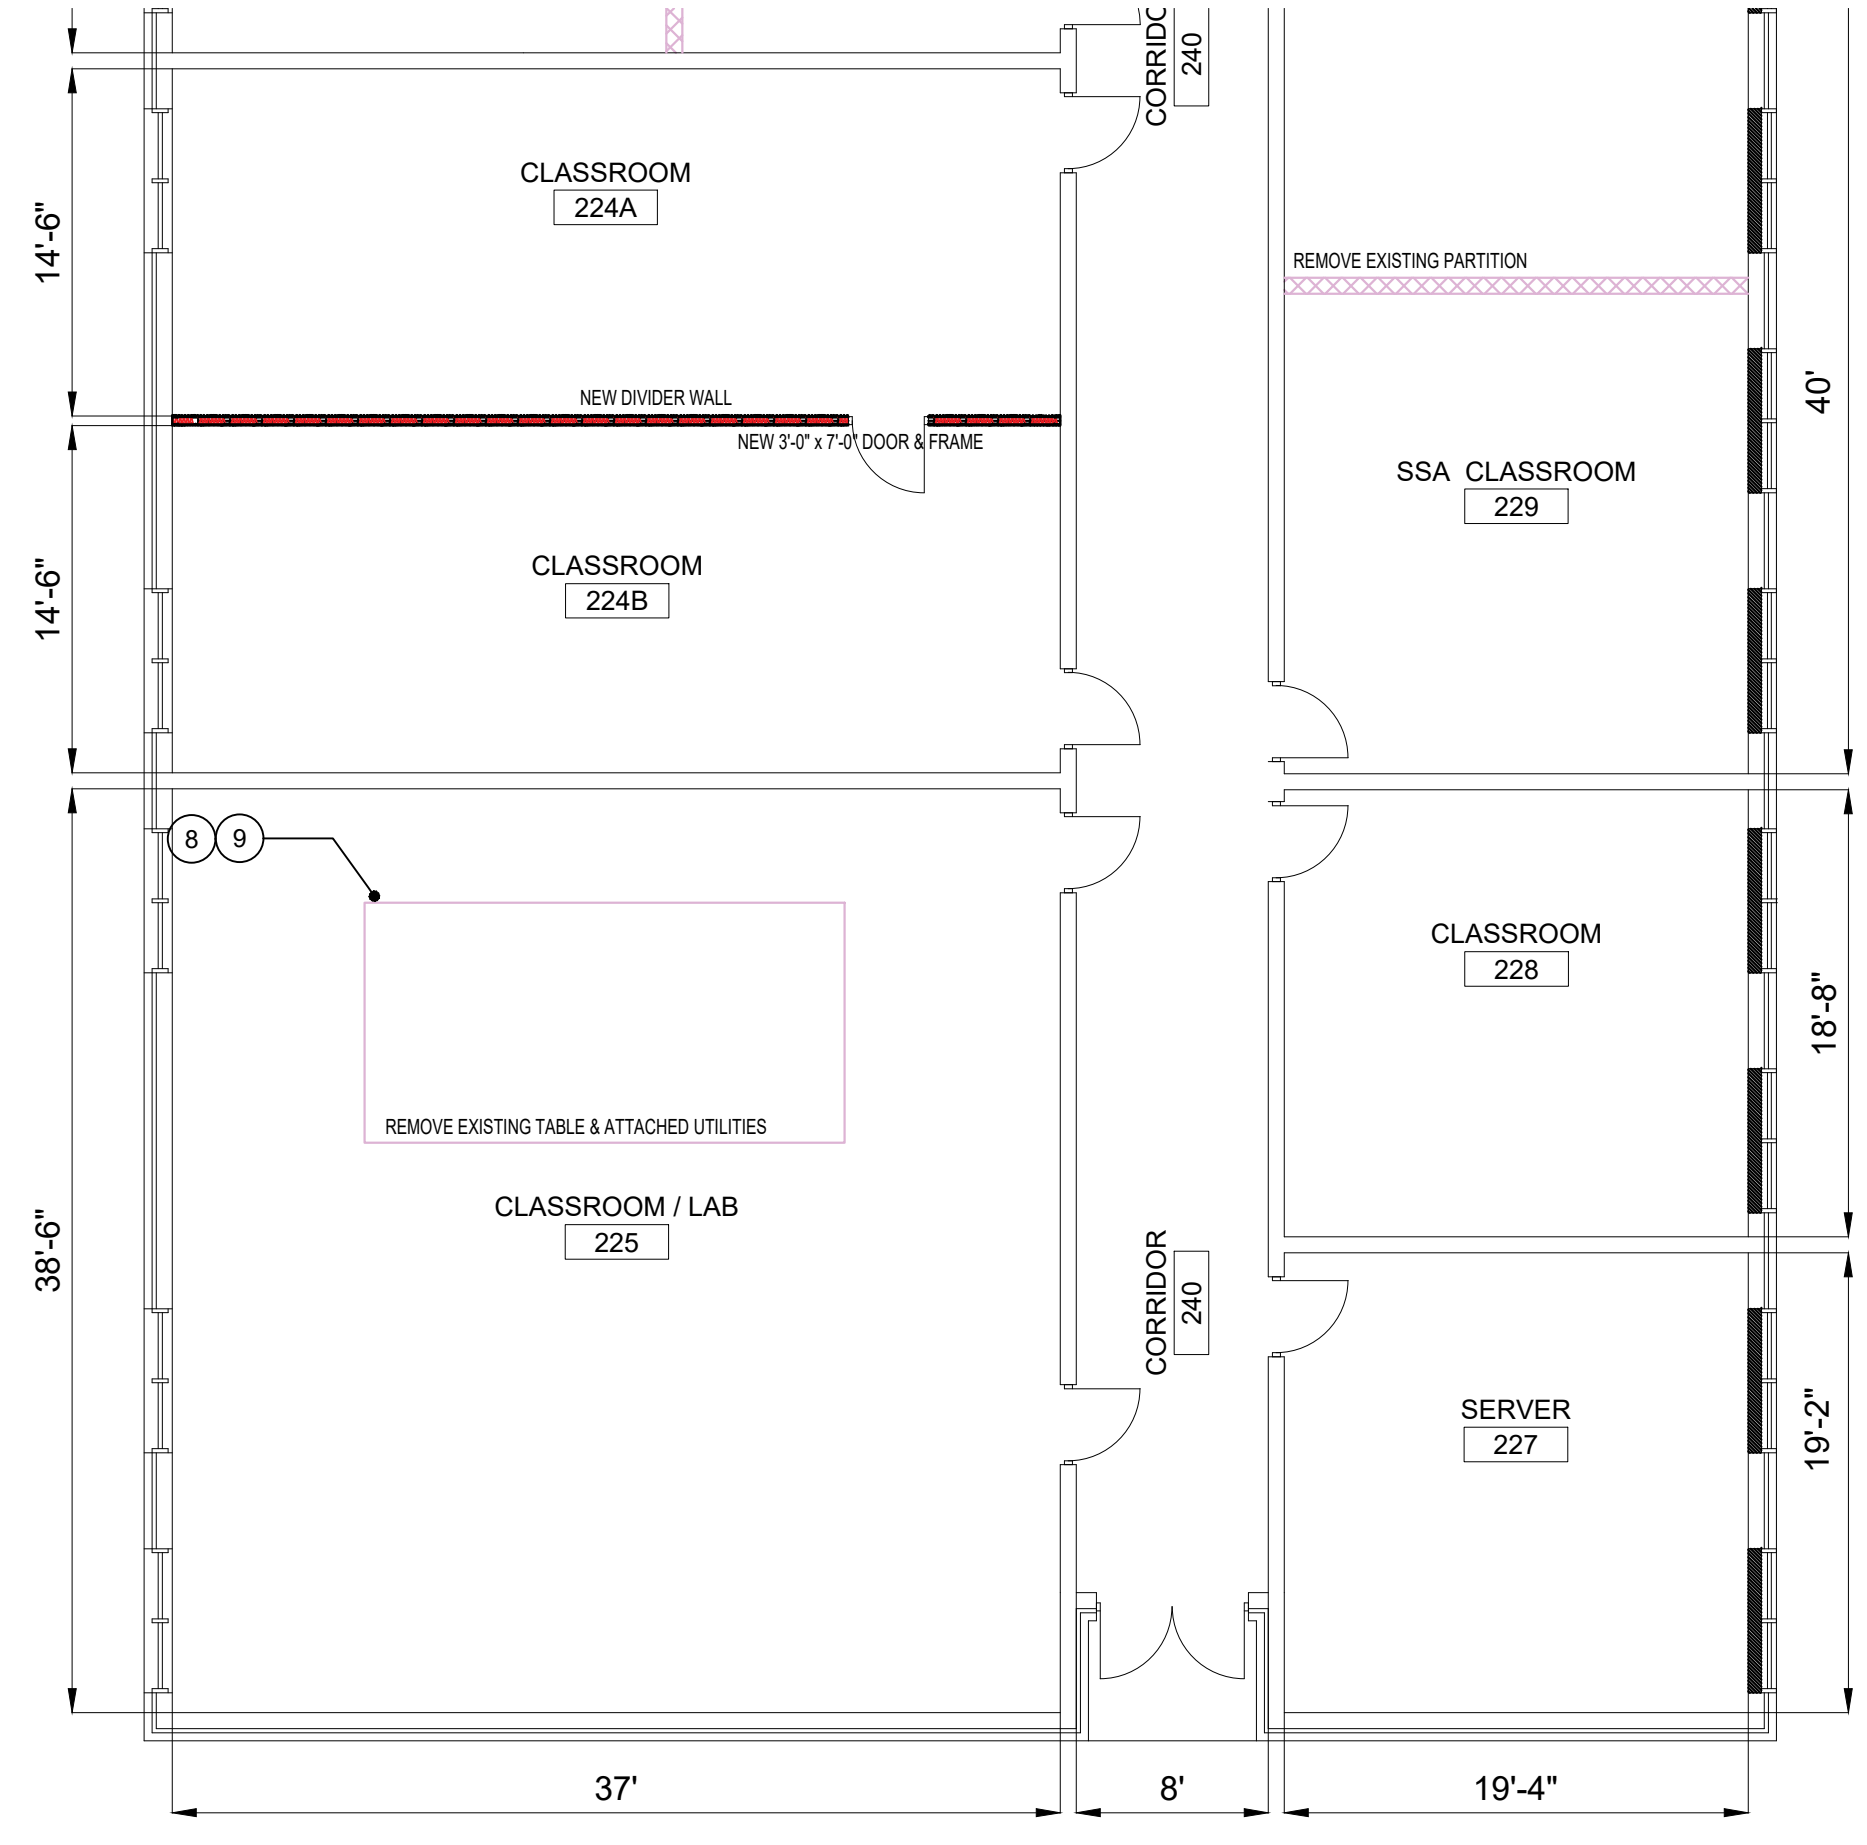 CORRIDO
240
CLASSROOM
224A
14'-6"
REMOVE EXISTING PARTITION
NEW DIVIDER WALL
NEW 3'-0" x 7'-0" DOOR & FRAME
40'
SSA CLASSROOM
229
CLASSROOM
224B
14'-6"
8 9
CLASSROOM
228
18'-8"
REMOVE EXISTING TABLE & ATTACHED UTILITIES
CLASSROOM / LAB
225
38'-6"
CORRIDOR
240
SERVER
227
19'-2"
37'
8'
19'-4"